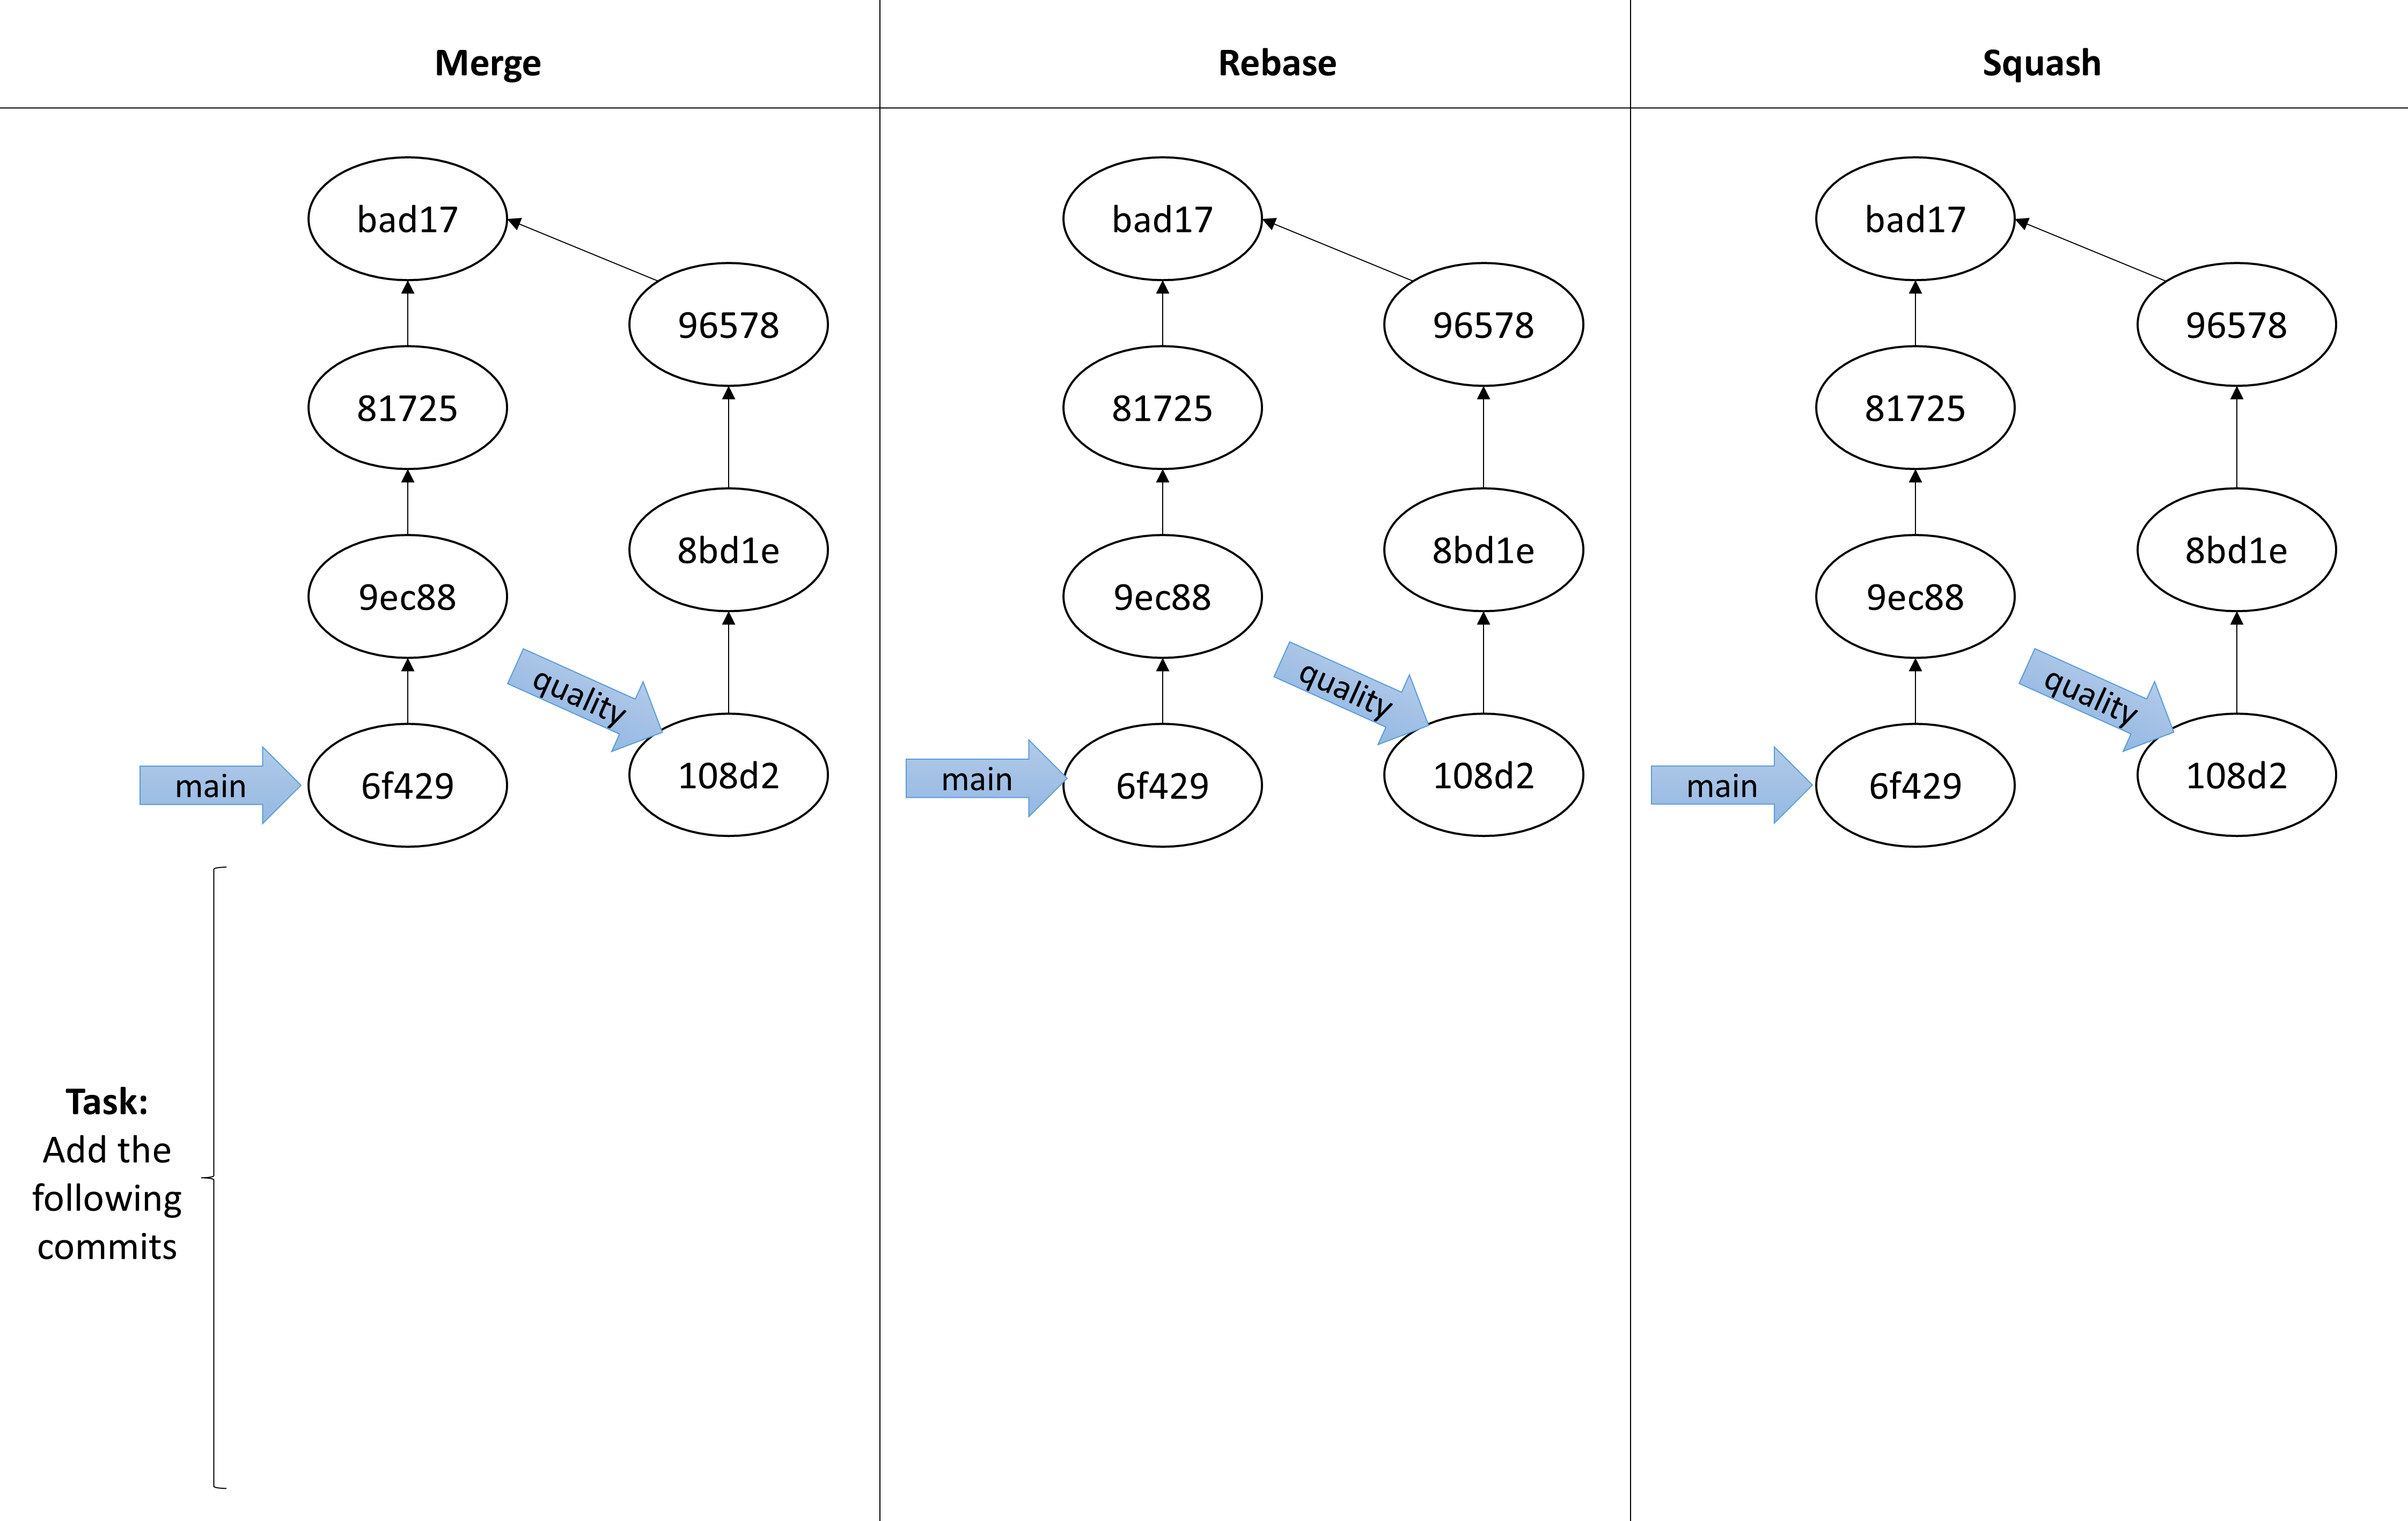 Merge
Rebase
Squash
bad17
96578
81725
8bd1e
9ec88
quality
108d2
main
6f429
bad17
96578
81725
8bd1e
9ec88
quality
108d2
main
6f429
bad17
96578
81725
8bd1e
9ec88
quality
108d2
main
6f429
Task:
Add the
following
commits